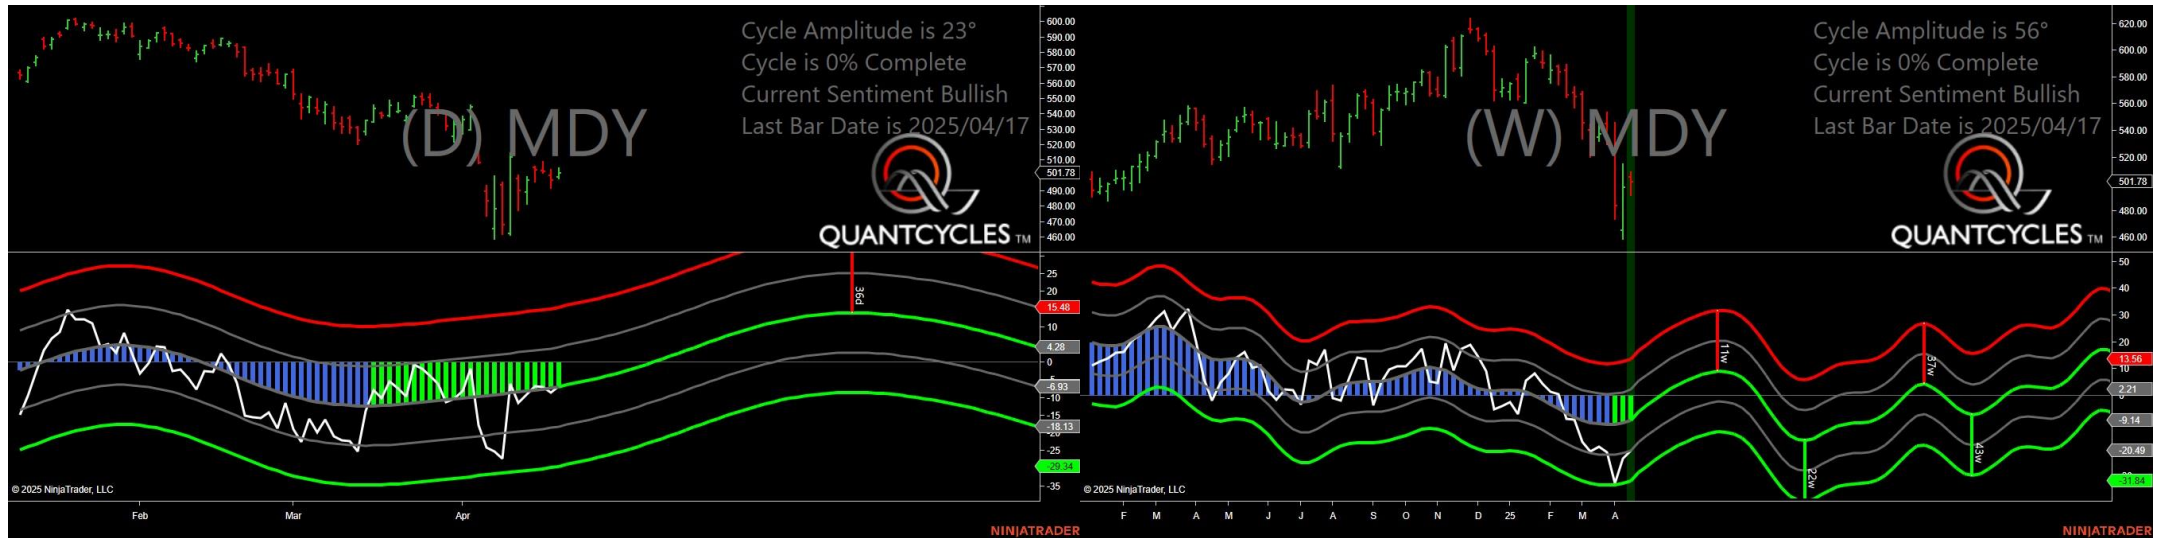 Cycle Amplitude is 23°
Cycle is 0% Complete
Current Sentiment Bullish
Last Bar Date is 2025/04/17
(D) MDY
QUANTCYCLES TM
600.00
590.00
580.00
570.00
560.00
550.00
540.00
530.00
520.00
510.00
501.78
490.00
480.00
470.00
460.00
36d
25
20
15.48
10
4.28
0
-6.93
-10
-15
-18.13
-25
-29.34
-35
© 2025 NinjaTrader, LLC
Feb Mar Apr
NINJATRADER
Cycle Amplitude is 56°
Cycle is 0% Complete
Current Sentiment Bullish
Last Bar Date is 2025/04/17
(W) MDY
QUANTCYCLES TM
620.00
600.00
580.00
560.00
540.00
520.00
501.78
480.00
460.00
11w
22w
37w
43w
50
40
30
20
13.56
10
2.21
0
-9.14
-20.49
-31.84
© 2025 NinjaTrader, LLC
F M A M J J A S O N D 25 F M A
NINJATRADER